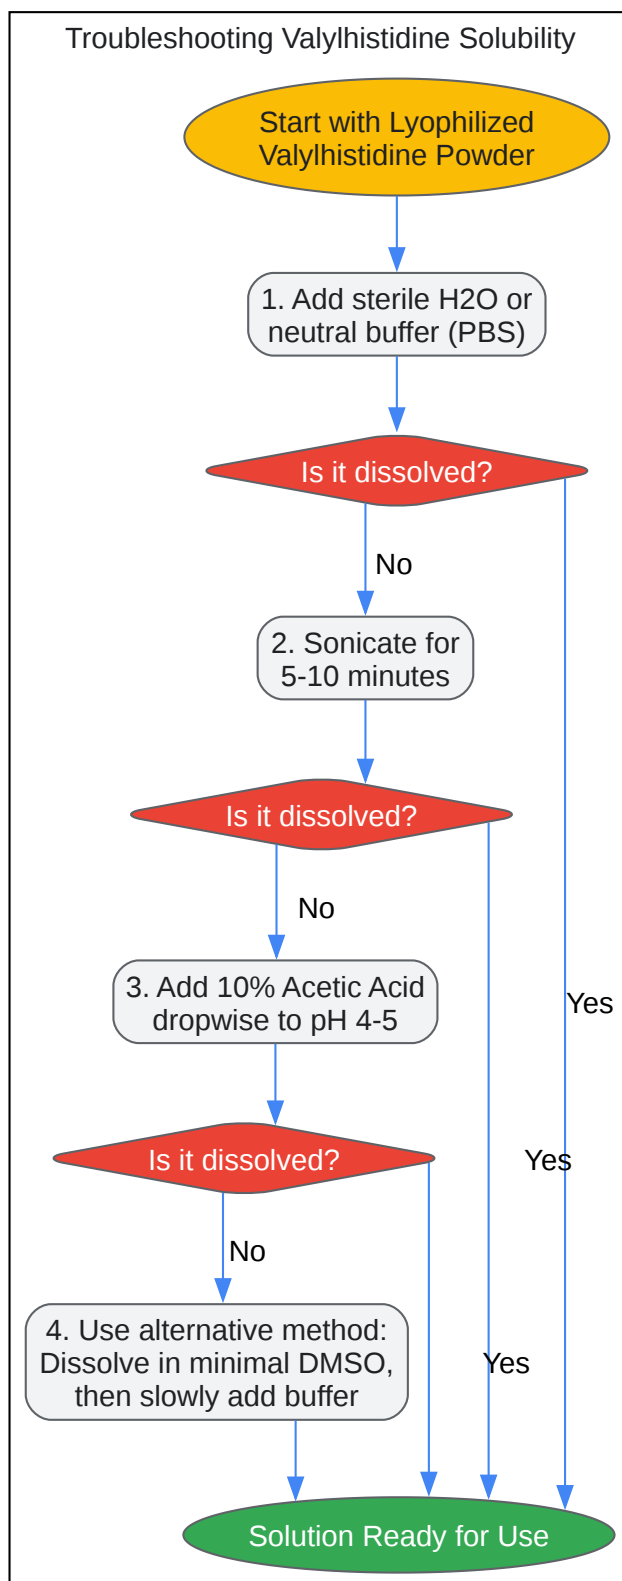 Troubleshooting Valylhistidine Solubility
Start with Lyophilized
Valylhistidine Powder
1. Add sterile H2O or
neutral buffer (PBS)
Is it dissolved?
No
2. Sonicate for
5-10 minutes
Is it dissolved?
No
3. Add 10% Acetic Acid
dropwise to pH 4-5
Yes
Is it dissolved?
Yes
No
4. Use alternative method:
Dissolve in minimal DMSO,
then slowly add buffer
Yes
Solution Ready for Use